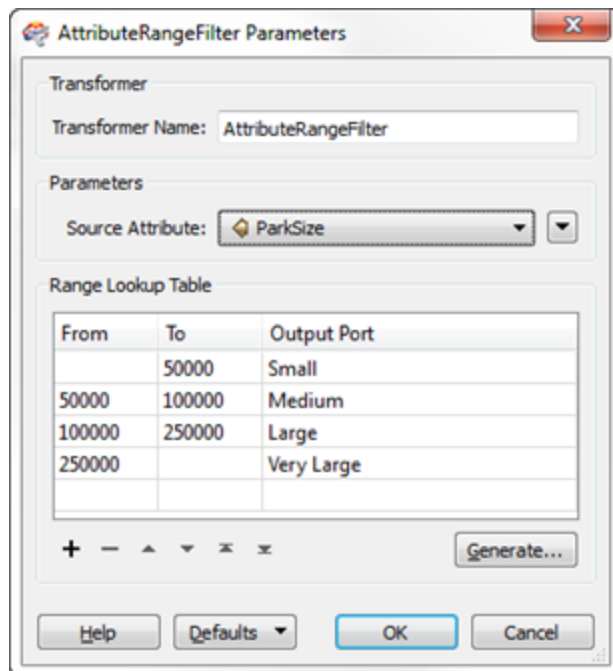 AttributeRangeFilter Parameters
Transformer
Transformer Name: AttributeRangeFilter
Parameters
Source Attribute: ParkSize
Range Lookup Table
From To Output Port
50000 Small
50000 100000 Medium
100000 250000 Large
250000 Very Large
Generate...
Help Defaults OK Cancel